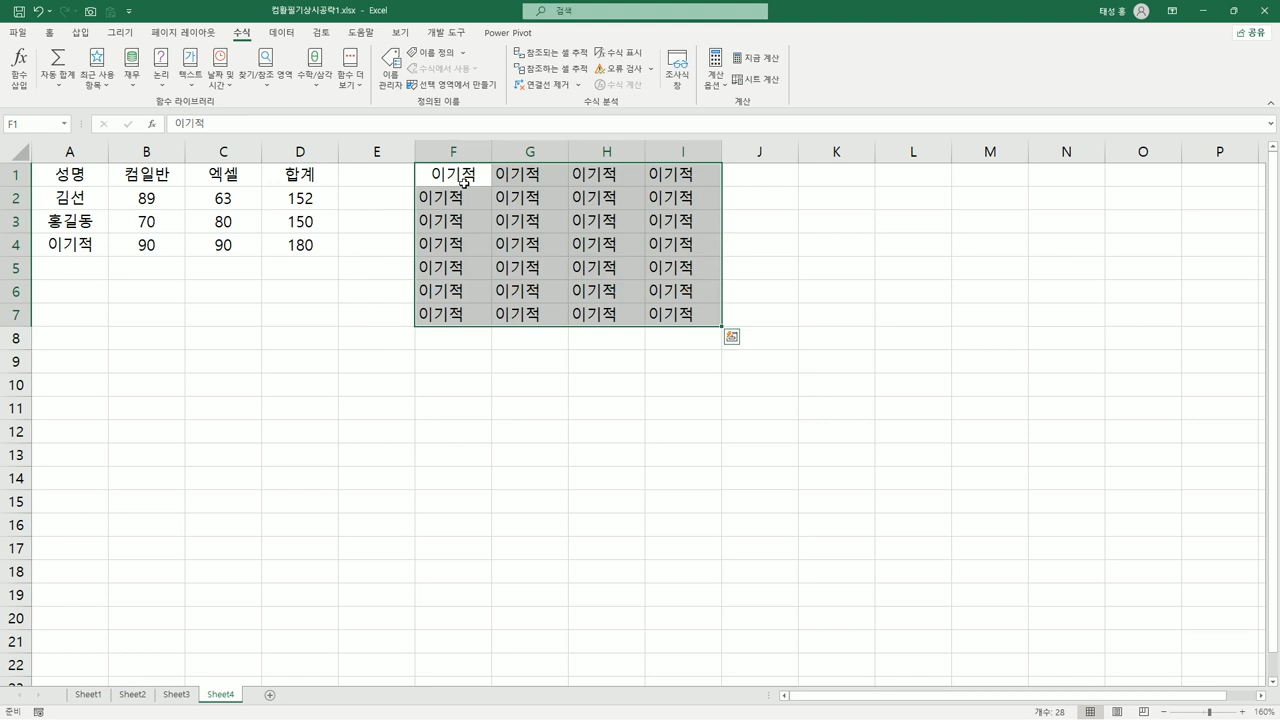 컴활필기상시공략1.xlsx - Excel
검색
태성 홍
파일 홈 삽입 그리기 페이지 레이아웃 수식 데이터 검토 도움말 보기 개발 도구 Power Pivot
공유
함수 삽입
자동 합계
최근 사용 항목
재무
논리
텍스트
날짜 및 시간
찾기/참조 영역
수학/삼각
함수 더 보기
함수 라이브러리
이름 관리자
이름 정의
수식에서 사용
선택 영역에서 만들기
정의된 이름
참조되는 셀 추적
참조하는 셀 추적
연결선 제거
수식 표시
오류 검사
수식 계산
수식 분석
조사식 창
계산 옵션
지금 계산
시트 계산
계산
F1 fx 이기적
A B C D E F G H I J K L M N O P
1 성명 컴일반 엑셀 합계 이기적 이기적 이기적 이기적
2 김선 89 63 152 이기적 이기적 이기적 이기적
3 홍길동 70 80 150 이기적 이기적 이기적 이기적
4 이기적 90 90 180 이기적 이기적 이기적 이기적
5 이기적 이기적 이기적 이기적
6 이기적 이기적 이기적 이기적
7 이기적 이기적 이기적 이기적
8
9
10
11
12
13
14
15
16
17
18
19
20
21
22
Sheet1 Sheet2 Sheet3 Sheet4
준비
개수: 28
160%